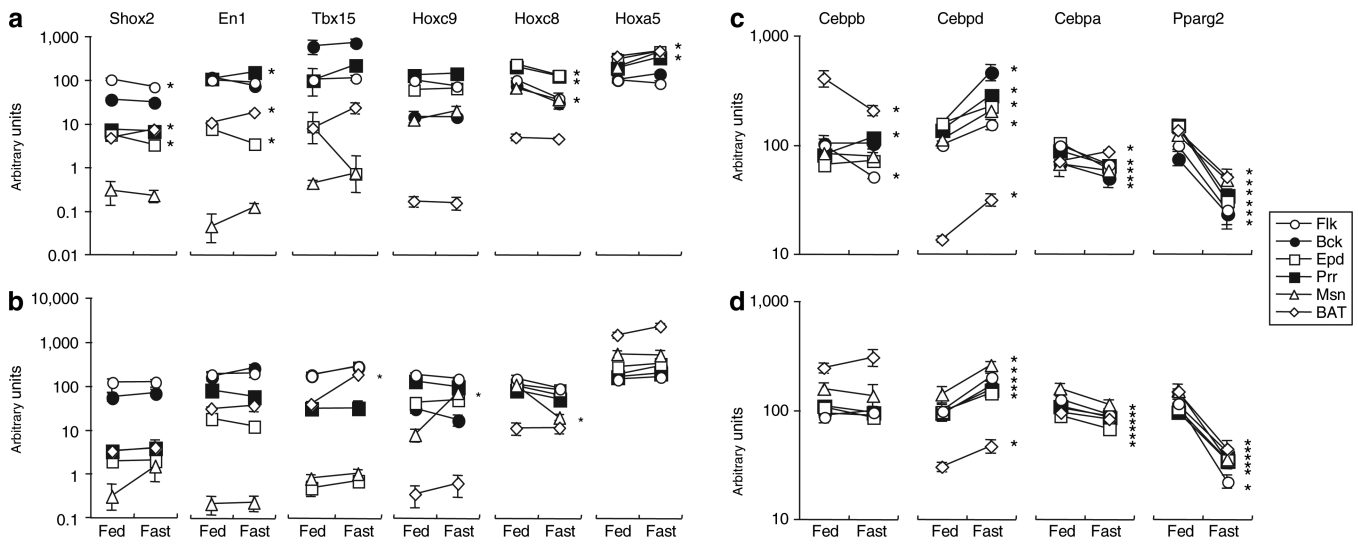 a
Shox2 En1 Tbx15 Hoxc9 Hoxc8 Hoxa5
Arbitrary units
1,000
100
10
1
0.1
0.01
* * * * * * * * * * *
b
Arbitrary units
10,000
1,000
100
10
1
0.1
* * *
Fed Fast Fed Fast Fed Fast Fed Fast Fed Fast Fed Fast
c
Cebpb Cebpd Cebpa Pparg2
Arbitrary units
1,000
100
10
* * * * * * * * * * * * * * * * * * *
d
Arbitrary units
1,000
100
10
* * * * * * * * * * * * * * * * * *
Fed Fast Fed Fast Fed Fast Fed Fast
Flk
Bck
Epd
Prr
Msn
BAT